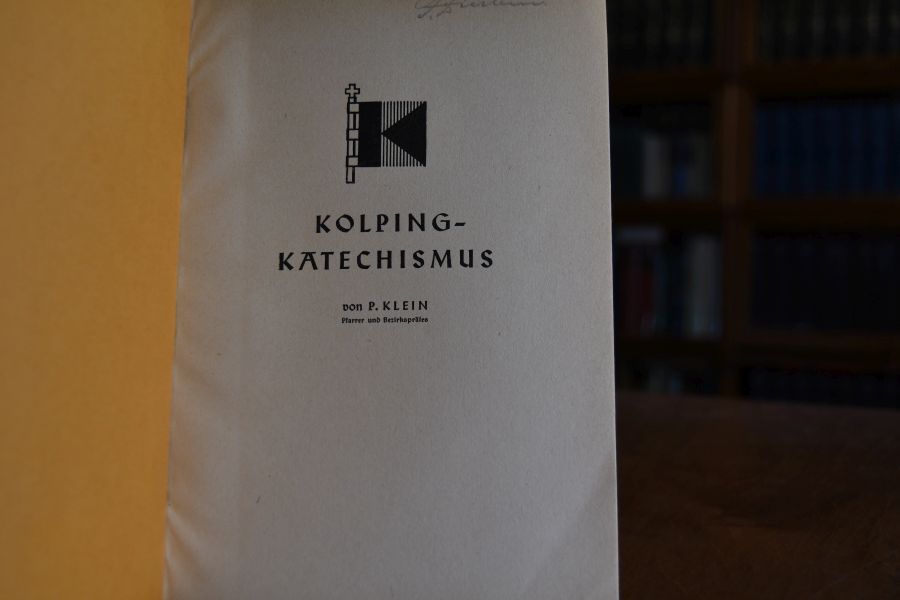 KOLPING-
KATECHISMUS
von P. KLEIN
Pfarrer und Bezirkspräses